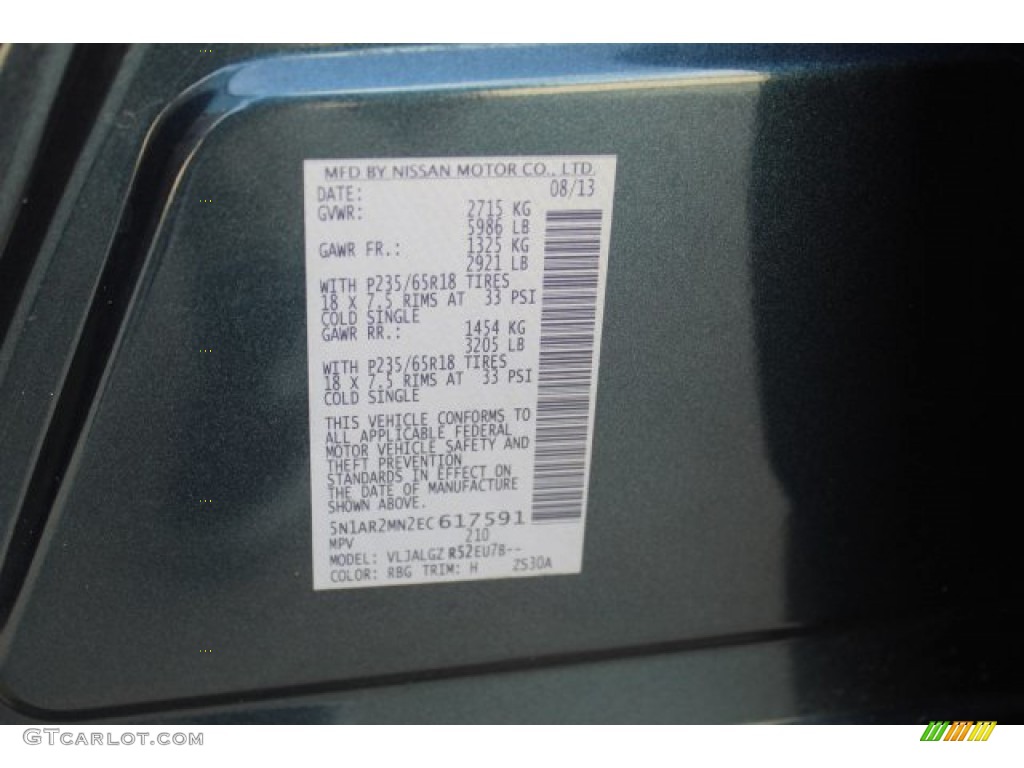 MFD BY NISSAN MOTOR CO., LTD.
DATE: 08/13
GVWR: 2715 KG
5986 LB
GAWR FR.: 1325 KG
2921 LB
WITH P235/65R18 TIRES
18 X 7.5 RIMS AT 33 PSI
COLD SINGLE
GAWR RR.: 1454 KG
3205 LB
WITH P235/65R18 TIRES
18 X 7.5 RIMS AT 33 PSI
COLD SINGLE
THIS VEHICLE CONFORMS TO
ALL APPLICABLE FEDERAL
MOTOR VEHICLE SAFETY AND
THEFT PREVENTION
STANDARDS IN EFFECT ON
THE DATE OF MANUFACTURE
SHOWN ABOVE.
5N1AR2MN2EC617591
MPV 210
MODEL: VLJALGZ R52EU7B--
COLOR: RBG TRIM: H ZS30A
GTCarLot.com